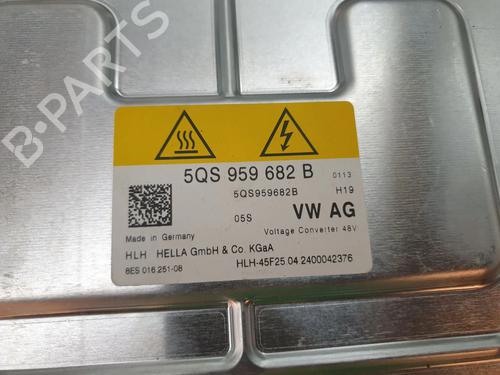 B-PARTS
5QS 959 682 B 0113
5QS959682B H19
05S VW AG
Made in Germany Voltage Converter 48V
HLH HELLA GmbH & Co. KGaA
8ES 016 251-08 HLH-45F25.04.2400042376